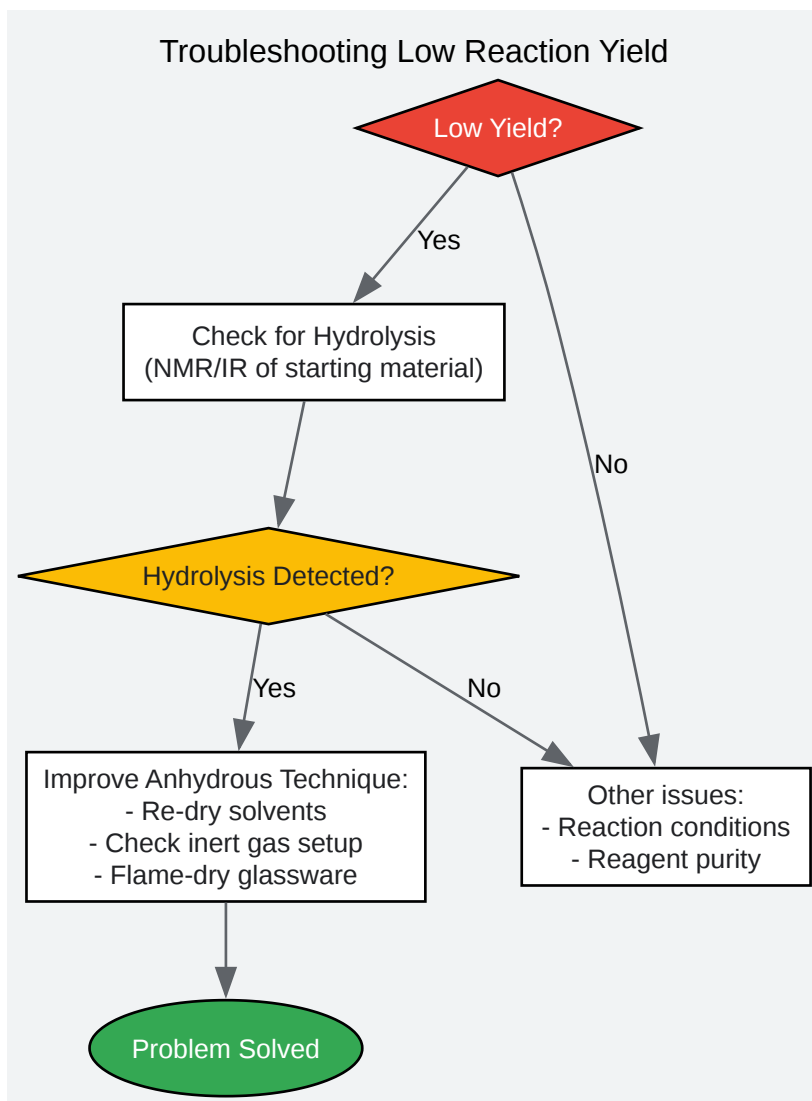 Troubleshooting Low Reaction Yield
Low Yield?
Yes
Check for Hydrolysis
(NMR/IR of starting material)
No
Hydrolysis Detected?
Yes
No
Improve Anhydrous Technique:
- Re-dry solvents
- Check inert gas setup
- Flame-dry glassware
Other issues:
- Reaction conditions
- Reagent purity
Problem Solved